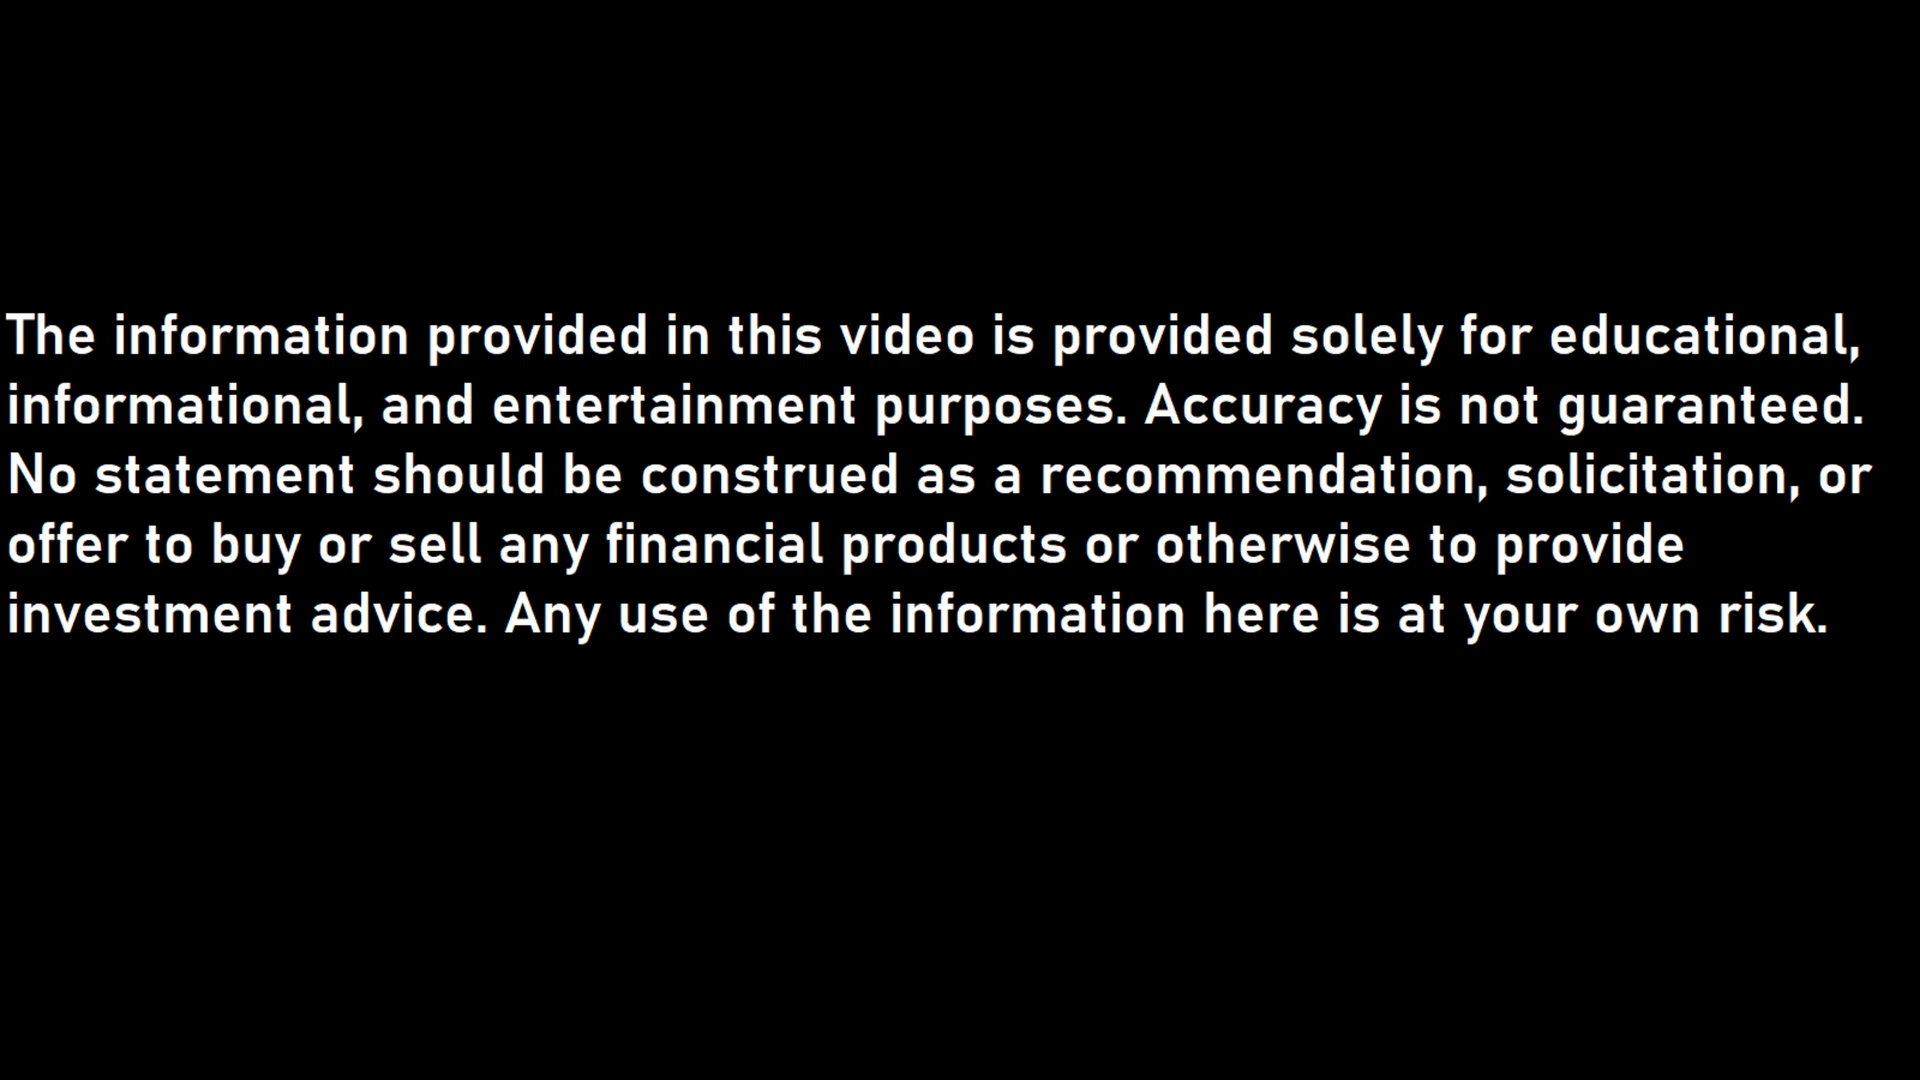 The information provided in this video is provided solely for educational,
informational, and entertainment purposes. Accuracy is not guaranteed.
No statement should be construed as a recommendation, solicitation, or
offer to buy or sell any financial products or otherwise to provide
investment advice. Any use of the information here is at your own risk.